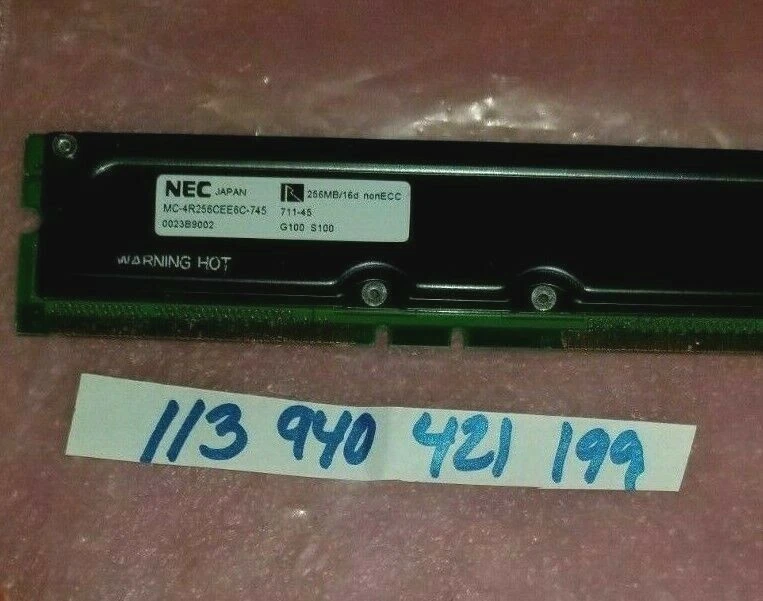 NEC JAPAN R 256MB/16d nonECC
MC-4R256CEE6C-745 711-45
0023B9002 G100 S100
WARNING HOT
113 940 421 199